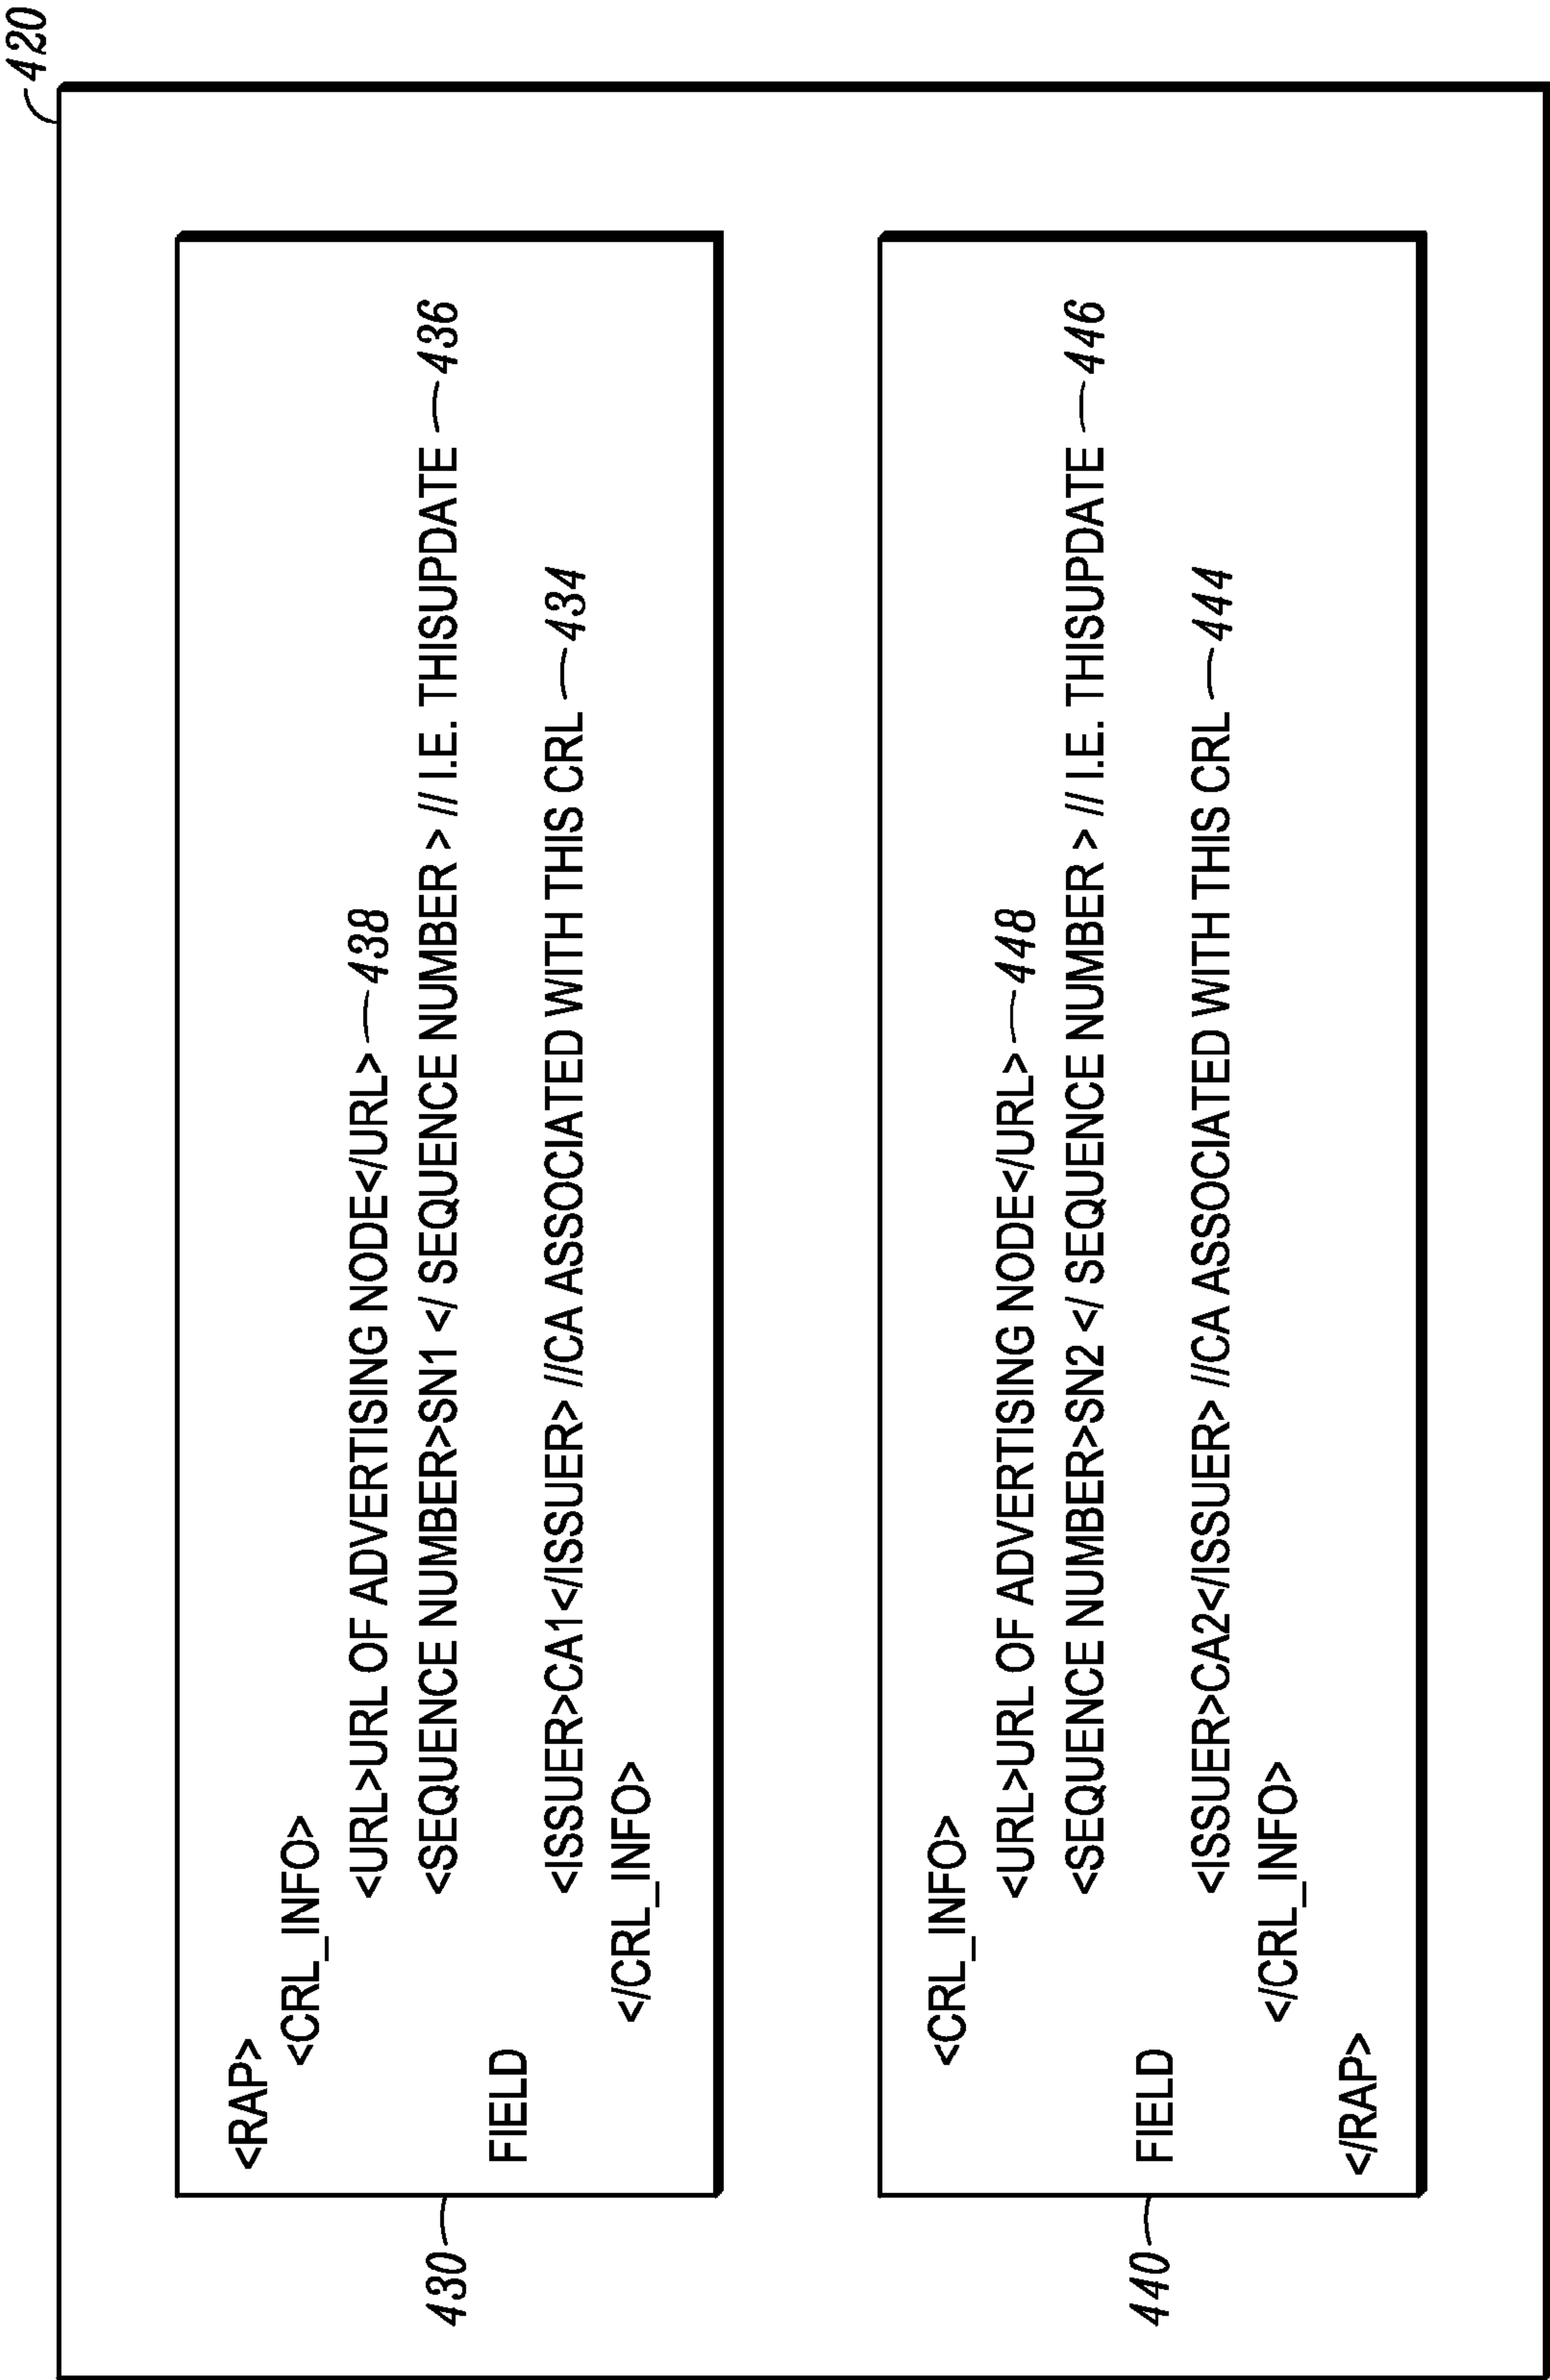 420
<RAP>
<CRL_INFO>
<URL>URL OF ADVERTISING NODE</URL> 438
<SEQUENCE NUMBER>SN1 </ SEQUENCE NUMBER > // I.E. THISUPDATE 436
FIELD
<ISSUER>CA1</ISSUER> //CA ASSOCIATED WITH THIS CRL 434
</CRL_INFO>
430
<CRL_INFO>
<URL>URL OF ADVERTISING NODE</URL> 448
<SEQUENCE NUMBER>SN2 </ SEQUENCE NUMBER > // I.E. THISUPDATE 446
FIELD
<ISSUER>CA2</ISSUER> //CA ASSOCIATED WITH THIS CRL 444
</CRL_INFO>
</RAP>
440